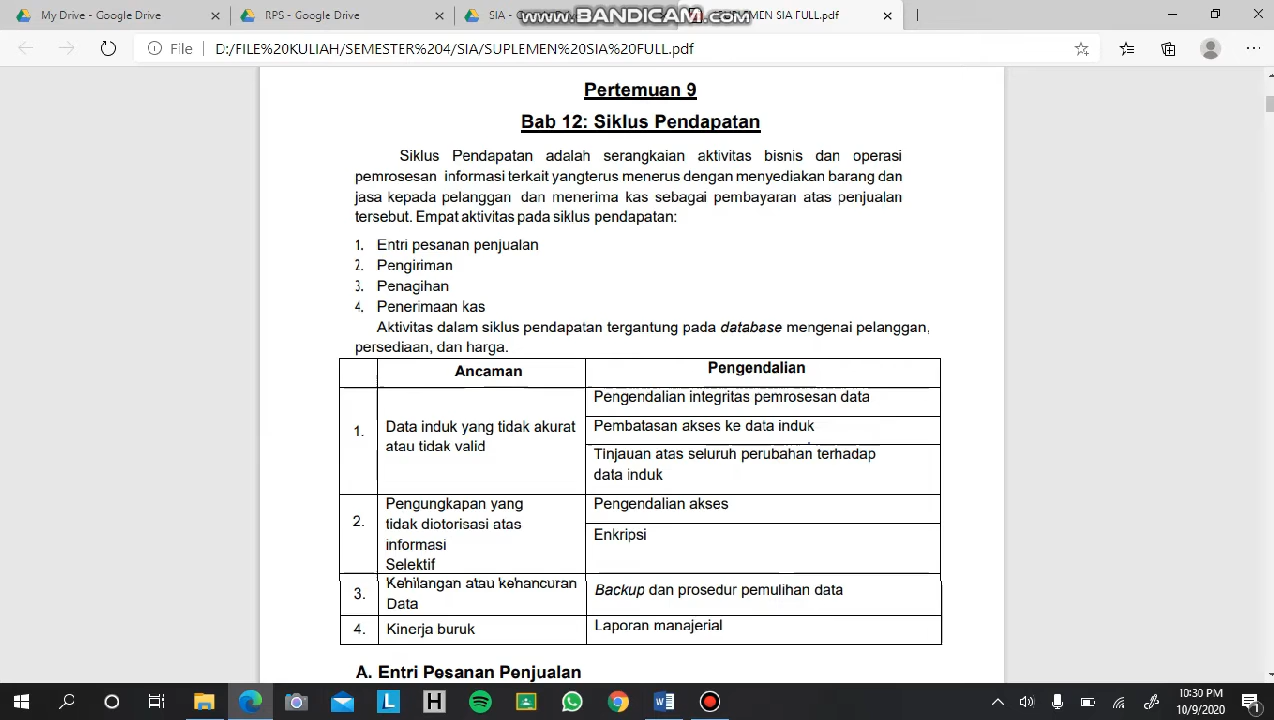 My Drive - Google Drive
RPS - Google Drive
SIA - G
www.BANDICAM.com
SUPLEMEN SIA FULL.pdf
File
D:/FILE%20KULIAH/SEMESTER%204/SIA/SUPLEMEN%20SIA%20FULL.pdf
Pertemuan 9
Bab 12: Siklus Pendapatan
Siklus Pendapatan adalah serangkaian aktivitas bisnis dan operasi
pemrosesan informasi terkait yangterus menerus dengan menyediakan barang dan
jasa kepada pelanggan dan menerima kas sebagai pembayaran atas penjualan
tersebut. Empat aktivitas pada siklus pendapatan:
1. Entri pesanan penjualan
2. Pengiriman
3. Penagihan
4. Penerimaan kas
Aktivitas dalam siklus pendapatan tergantung pada database mengenai pelanggan,
persediaan, dan harga.
Ancaman
Pengendalian
1.
Data induk yang tidak akurat
atau tidak valid
Pengendalian integritas pemrosesan data
Pembatasan akses ke data induk
Tinjauan atas seluruh perubahan terhadap
data induk
2.
Pengungkapan yang
tidak diotorisasi atas
informasi
Selektif
Pengendalian akses
Enkripsi
3.
Kehilangan atau kehancuran
Data
Backup dan prosedur pemulihan data
4.
Kinerja buruk
Laporan manajerial
A. Entri Pesanan Penjualan
10:30 PM
10/9/2020